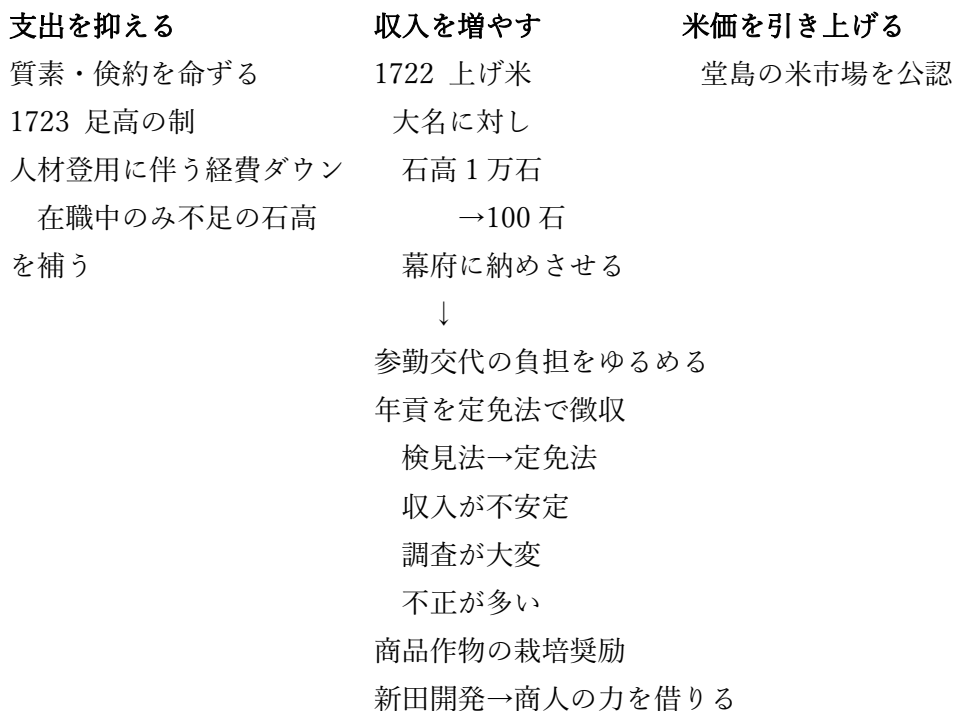 支出を抑える
質素・倹約を命ずる
1723 足高の制
人材登用に伴う経費ダウン
在職中のみ不足の石高
を補う
収入を増やす
1722 上げ米
大名に対し
石高 1 万石
→100 石
幕府に納めさせる
↓
参勤交代の負担をゆるめる
年貢を定免法で徴収
検見法→定免法
収入が不安定
調査が大変
不正が多い
商品作物の栽培奨励
新田開発→商人の力を借りる
米価を引き上げる
堂島の米市場を公認